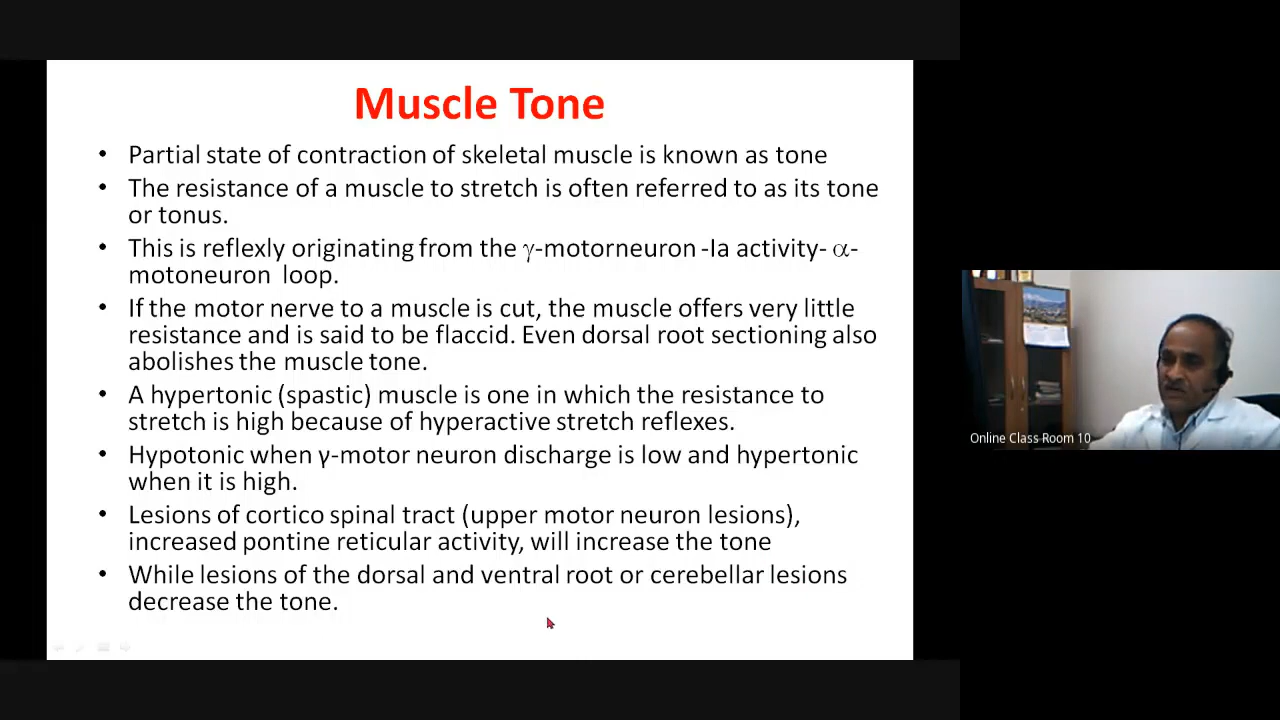 Muscle Tone
• Partial state of contraction of skeletal muscle is known as tone
• The resistance of a muscle to stretch is often referred to as its tone
or tonus.
• This is reflexly originating from the γ-motorneuron -Ia activity- α-
motoneuron loop.
• If the motor nerve to a muscle is cut, the muscle offers very little
resistance and is said to be flaccid. Even dorsal root sectioning also
abolishes the muscle tone.
• A hypertonic (spastic) muscle is one in which the resistance to
stretch is high because of hyperactive stretch reflexes.
• Hypotonic when γ-motor neuron discharge is low and hypertonic
when it is high.
• Lesions of cortico spinal tract (upper motor neuron lesions),
increased pontine reticular activity, will increase the tone
• While lesions of the dorsal and ventral root or cerebellar lesions
decrease the tone.
Online Class Room 10